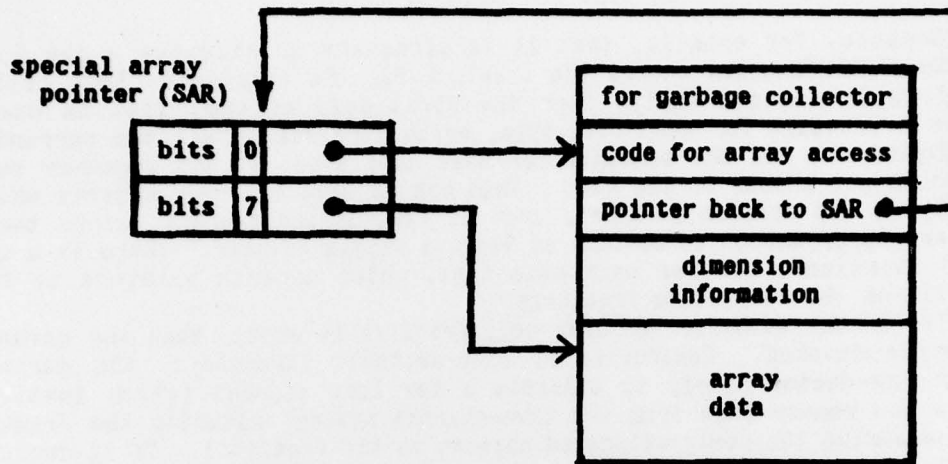 special array
pointer (SAR)
bits 0
bits 7
for garbage collector
code for array access
pointer back to SAR
dimension
information
array
data